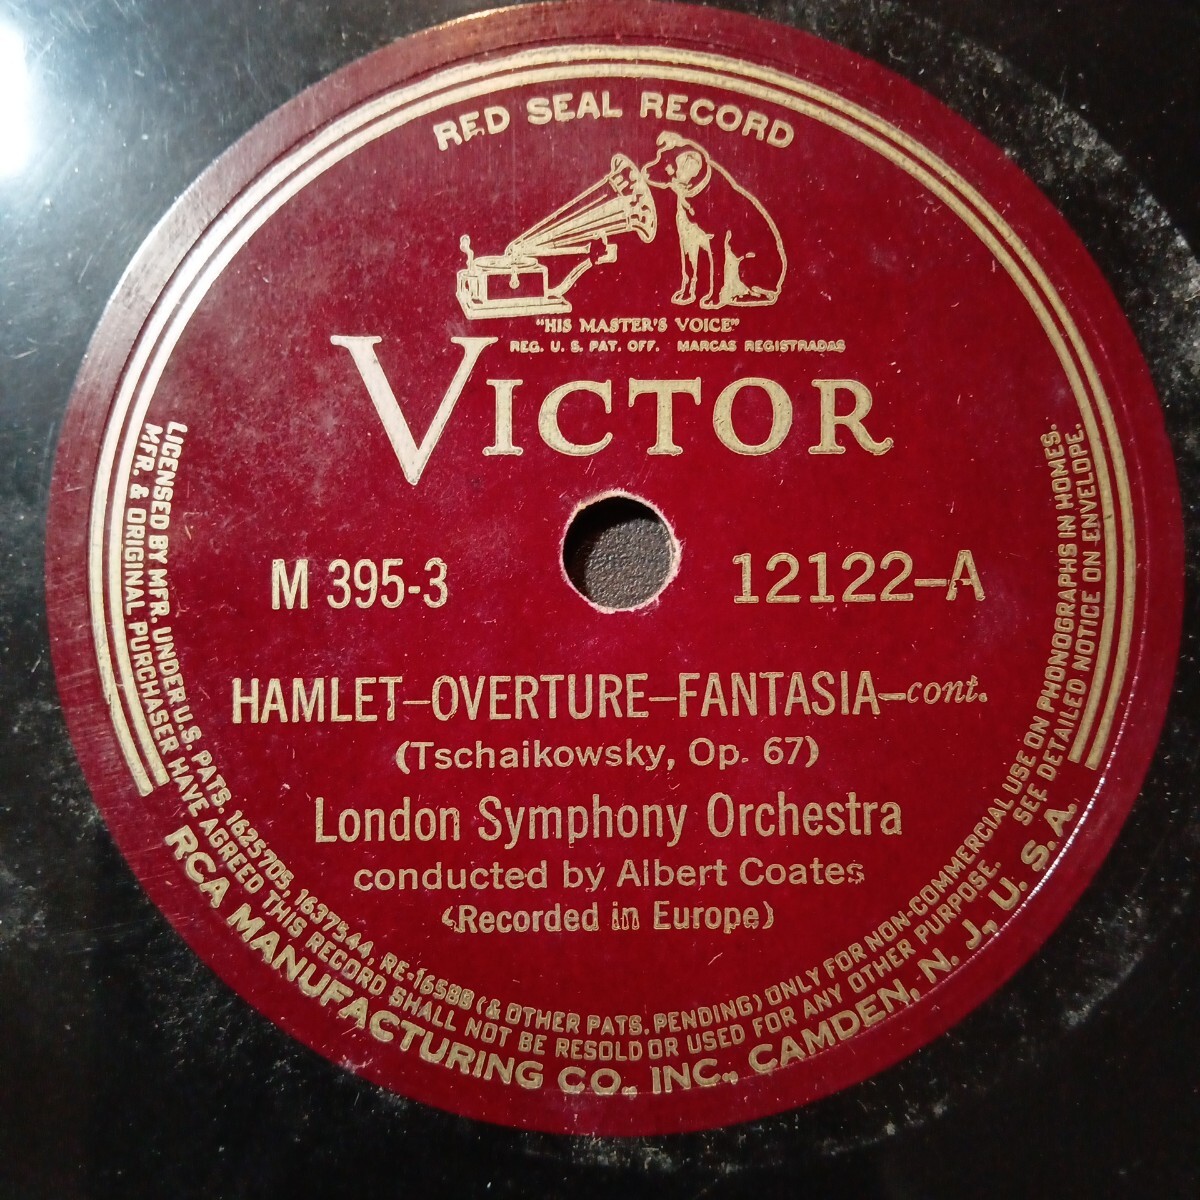 RED SEAL RECORD
"HIS MASTER'S VOICE"
REG. U. S. PAT. OFF. MARCAS REGISTRADAS
VICTOR
M 395-3
12122-A
HAMLET—OVERTURE—FANTASIA—cont.
(Tschaikowsky, Op. 67)
London Symphony Orchestra
conducted by Albert Coates
(Recorded in Europe)
LICENSED BY MFR. UNDER U.S. PATS. 1625705, 1637544, RE-16588 (& OTHER PATS. PENDING) ONLY FOR NON-COMMERCIAL USE ON PHONOGRAPHS IN HOMES.
MFR. & ORIGINAL PURCHASER HAVE AGREED THIS RECORD SHALL NOT BE RESOLD OR USED FOR ANY OTHER PURPOSE. SEE DETAILED NOTICE ON ENVELOPE.
RCA MANUFACTURING CO., INC., CAMDEN, N. J., U. S. A.